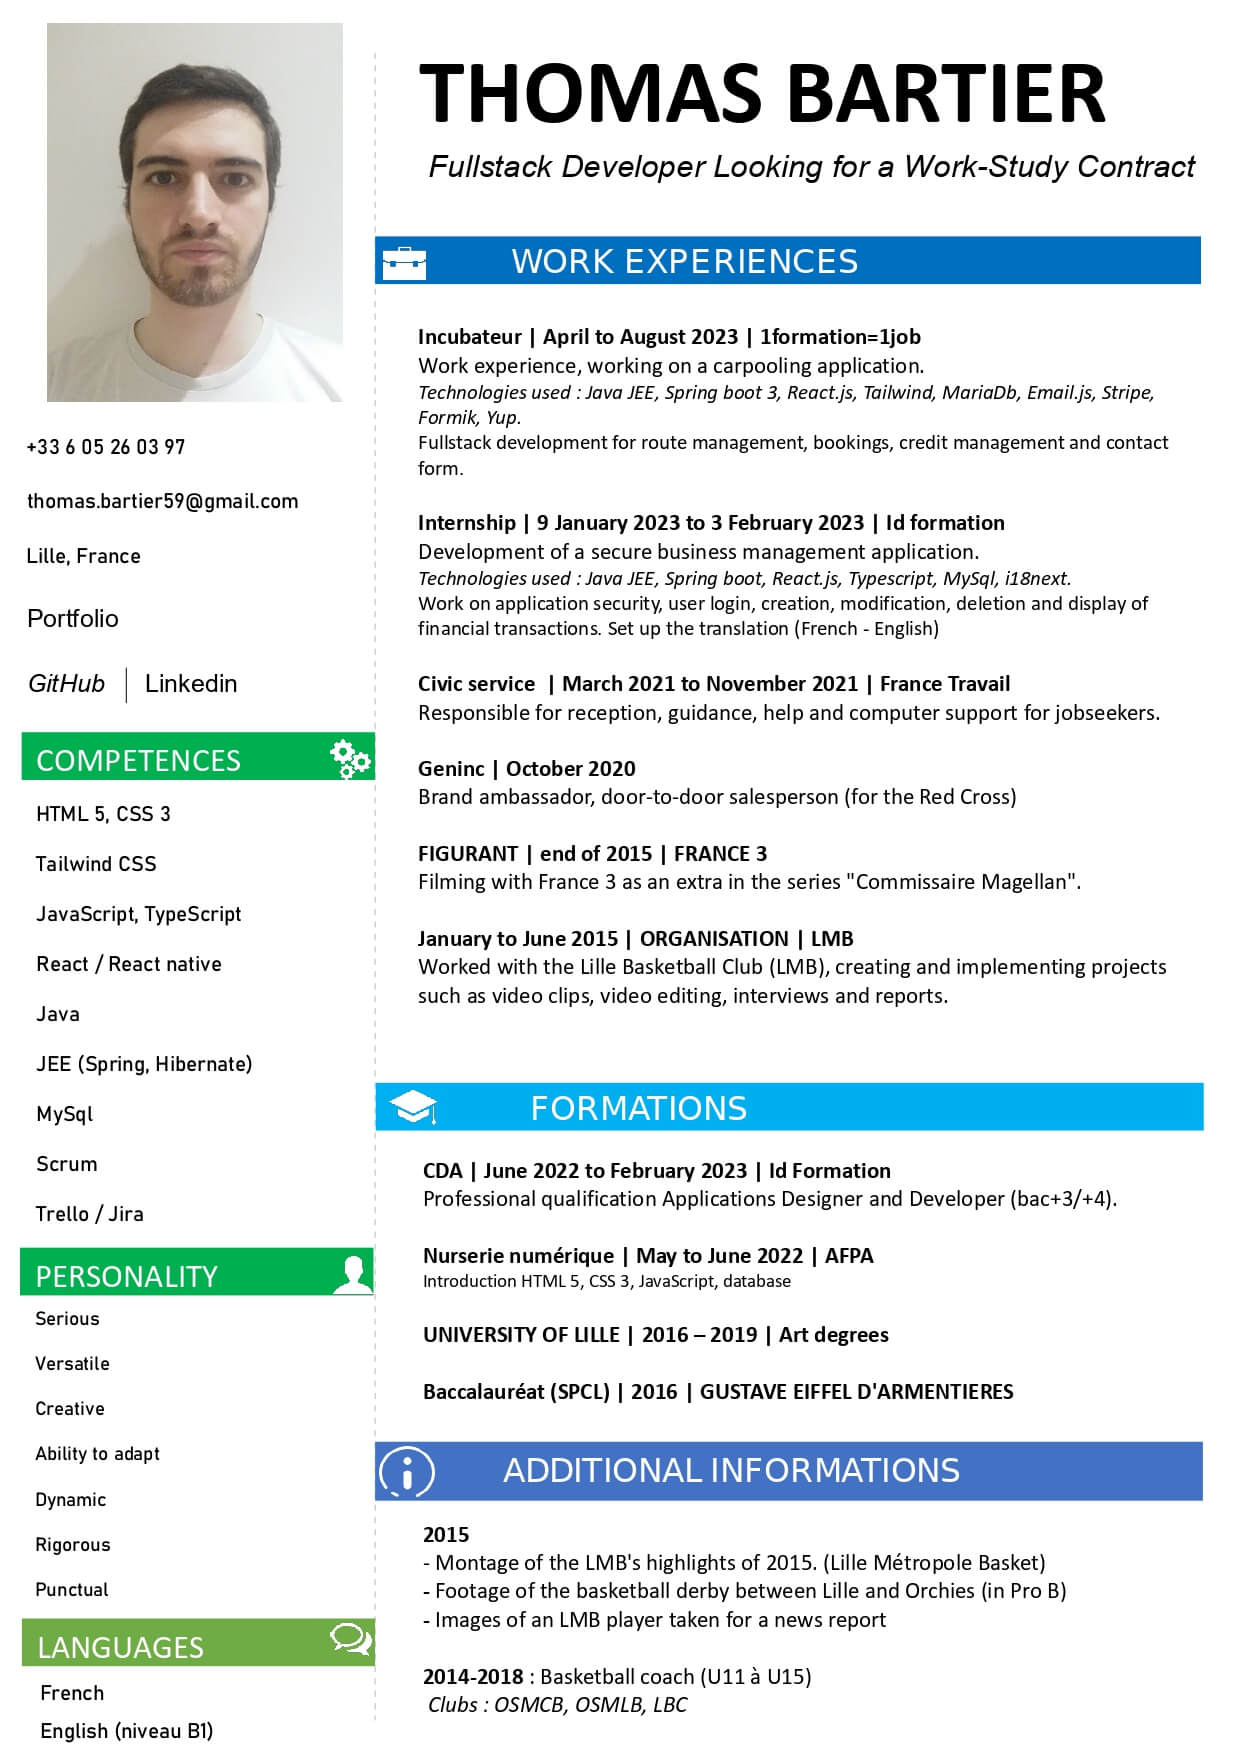 THOMAS BARTIER
Fullstack Developer Looking for a Work-Study Contract
+33 6 05 26 03 97
thomas.bartier59@gmail.com
Lille, France
Portfolio
GitHub | Linkedin
COMPETENCES
HTML 5, CSS 3
Tailwind CSS
JavaScript, TypeScript
React / React native
Java
JEE (Spring, Hibernate)
MySql
Scrum
Trello / Jira
PERSONALITY
Serious
Versatile
Creative
Ability to adapt
Dynamic
Rigorous
Punctual
LANGUAGES
French
English (niveau B1)
WORK EXPERIENCES
Incubateur | April to August 2023 | 1formation=1job
Work experience, working on a carpooling application.
Technologies used : Java JEE, Spring boot 3, React.js, Tailwind, MariaDb, Email.js, Stripe,
Formik, Yup.
Fullstack development for route management, bookings, credit management and contact
form.
Internship | 9 January 2023 to 3 February 2023 | Id formation
Development of a secure business management application.
Technologies used : Java JEE, Spring boot, React.js, Typescript, MySql, i18next.
Work on application security, user login, creation, modification, deletion and display of
financial transactions. Set up the translation (French - English)
Civic service | March 2021 to November 2021 | France Travail
Responsible for reception, guidance, help and computer support for jobseekers.
Geninc | October 2020
Brand ambassador, door-to-door salesperson (for the Red Cross)
FIGURANT | end of 2015 | FRANCE 3
Filming with France 3 as an extra in the series "Commissaire Magellan".
January to June 2015 | ORGANISATION | LMB
Worked with the Lille Basketball Club (LMB), creating and implementing projects
such as video clips, video editing, interviews and reports.
FORMATIONS
CDA | June 2022 to February 2023 | Id Formation
Professional qualification Applications Designer and Developer (bac+3/+4).
Nurserie numérique | May to June 2022 | AFPA
Introduction HTML 5, CSS 3, JavaScript, database
UNIVERSITY OF LILLE | 2016 – 2019 | Art degrees
Baccalauréat (SPCL) | 2016 | GUSTAVE EIFFEL D'ARMENTIERES
ADDITIONAL INFORMATIONS
2015
- Montage of the LMB's highlights of 2015. (Lille Métropole Basket)
- Footage of the basketball derby between Lille and Orchies (in Pro B)
- Images of an LMB player taken for a news report
2014-2018 : Basketball coach (U11 à U15)
Clubs : OSMCB, OSMLB, LBC